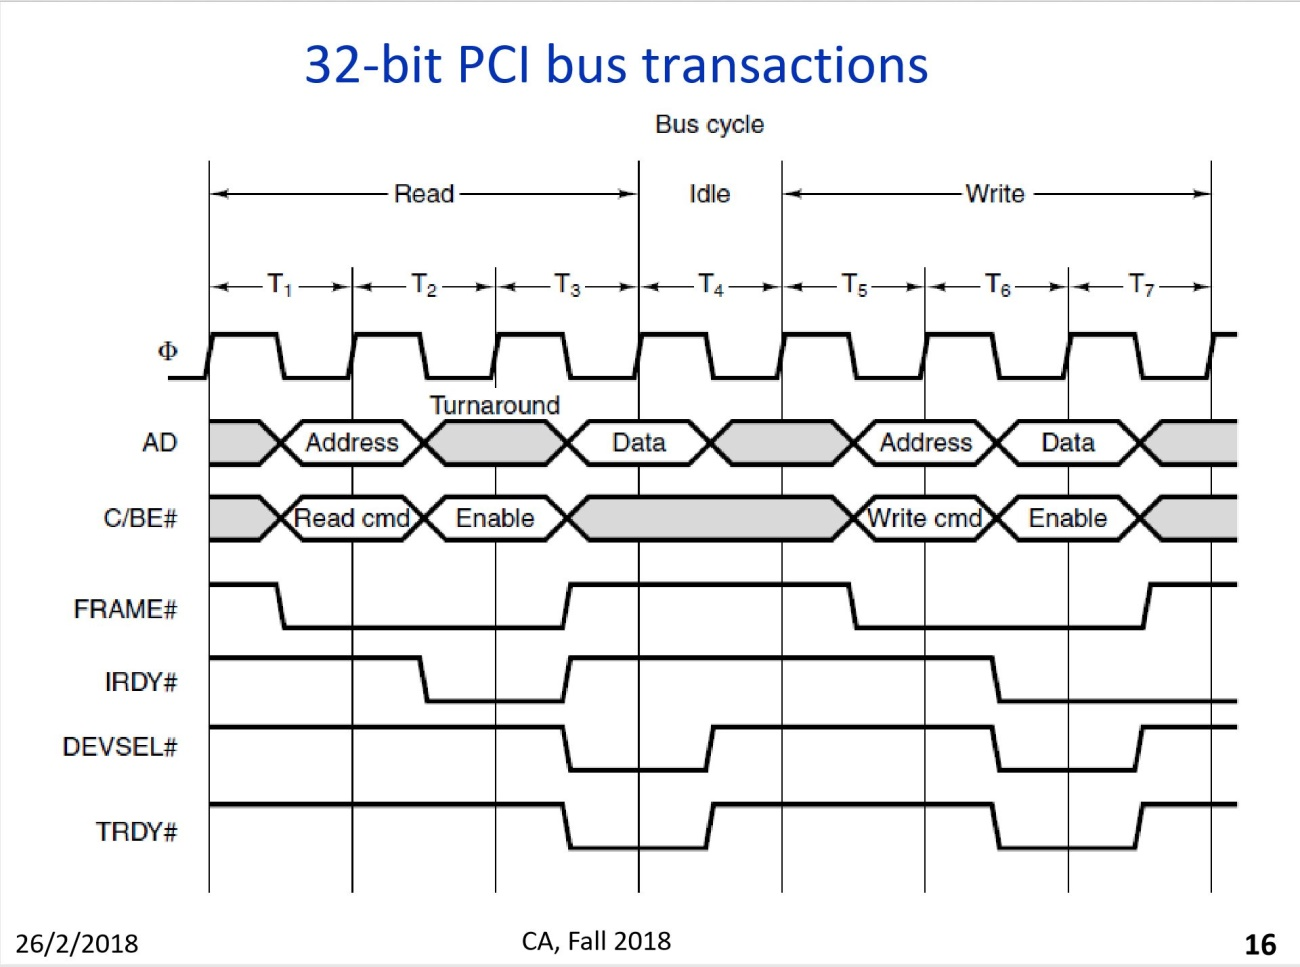 32-bit PCI bus transactions
Bus cycle
Read Idle Write
T1 T2 T3 T4 T5 T6 T7
Φ
Turnaround
AD Address Data Address Data
C/BE# Read cmd Enable Write cmd Enable
FRAME#
IRDY#
DEVSEL#
TRDY#
26/2/2018 CA, Fall 2018 16